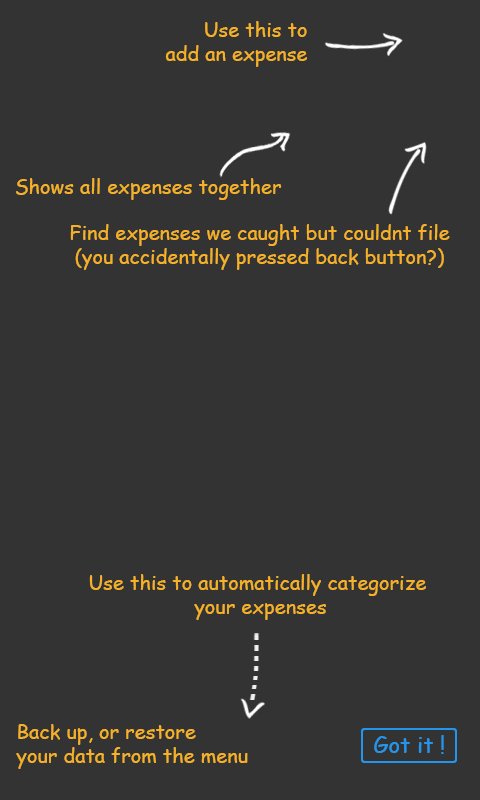 Use this to
add an expense
Shows all expenses together
Find expenses we caught but couldnt file
(you accidentally pressed back button?)
Use this to automatically categorize
your expenses
Back up, or restore
your data from the menu
Got it !